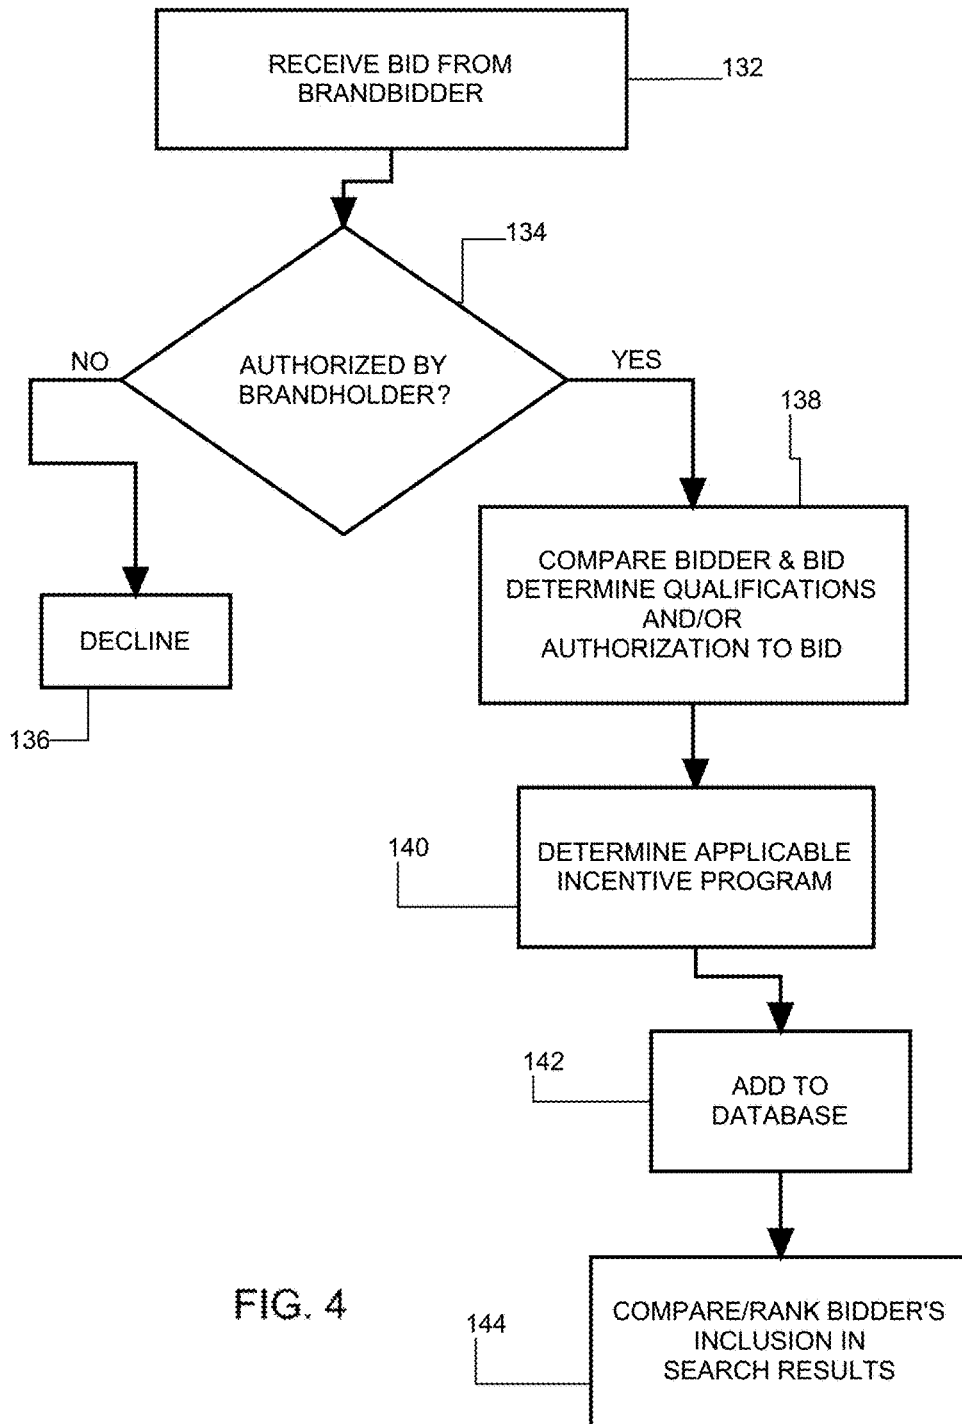 RECEIVE BID FROM
BRANDBIDDER
132
134
NO
AUTHORIZED BY
BRANDHOLDER?
YES
138
COMPARE BIDDER & BID
DETERMINE QUALIFICATIONS
AND/OR
AUTHORIZATION TO BID
DECLINE
136
140
DETERMINE APPLICABLE
INCENTIVE PROGRAM
142
ADD TO
DATABASE
FIG. 4
144
COMPARE/RANK BIDDER'S
INCLUSION IN
SEARCH RESULTS